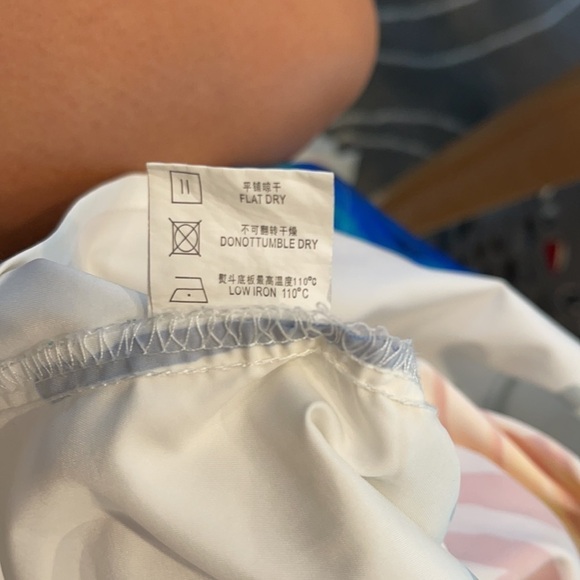 平铺晾干
FLAT DRY
不可翻转干燥
DONOTTUMBLE DRY
熨斗底板最高温度110°C
LOW IRON 110°C